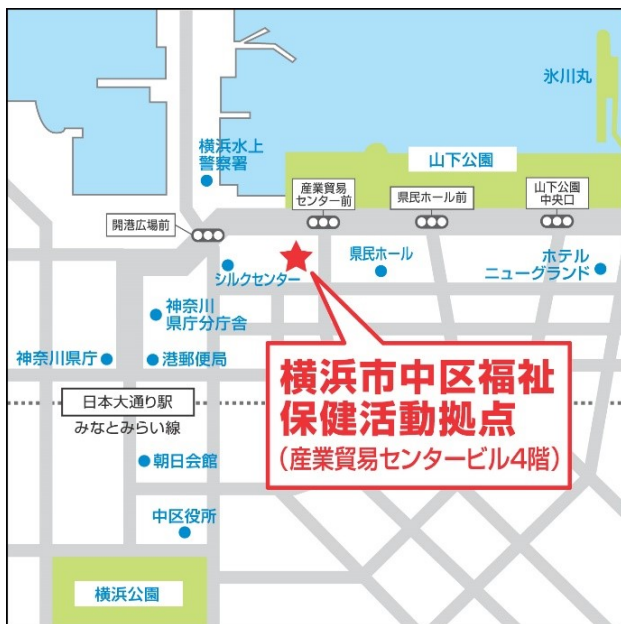 氷川丸
横浜水上
警察署
山下公園
産業貿易
センター前
県民ホール前
山下公園
中央口
開港広場前
シルクセンター
県民ホール
ホテル
ニューグランド
神奈川
県庁分庁舎
神奈川県庁
港郵便局
横浜市中区福祉
保健活動拠点
(産業貿易センタービル4階)
日本大通り駅
みなとみらい線
朝日会館
中区役所
横浜公園